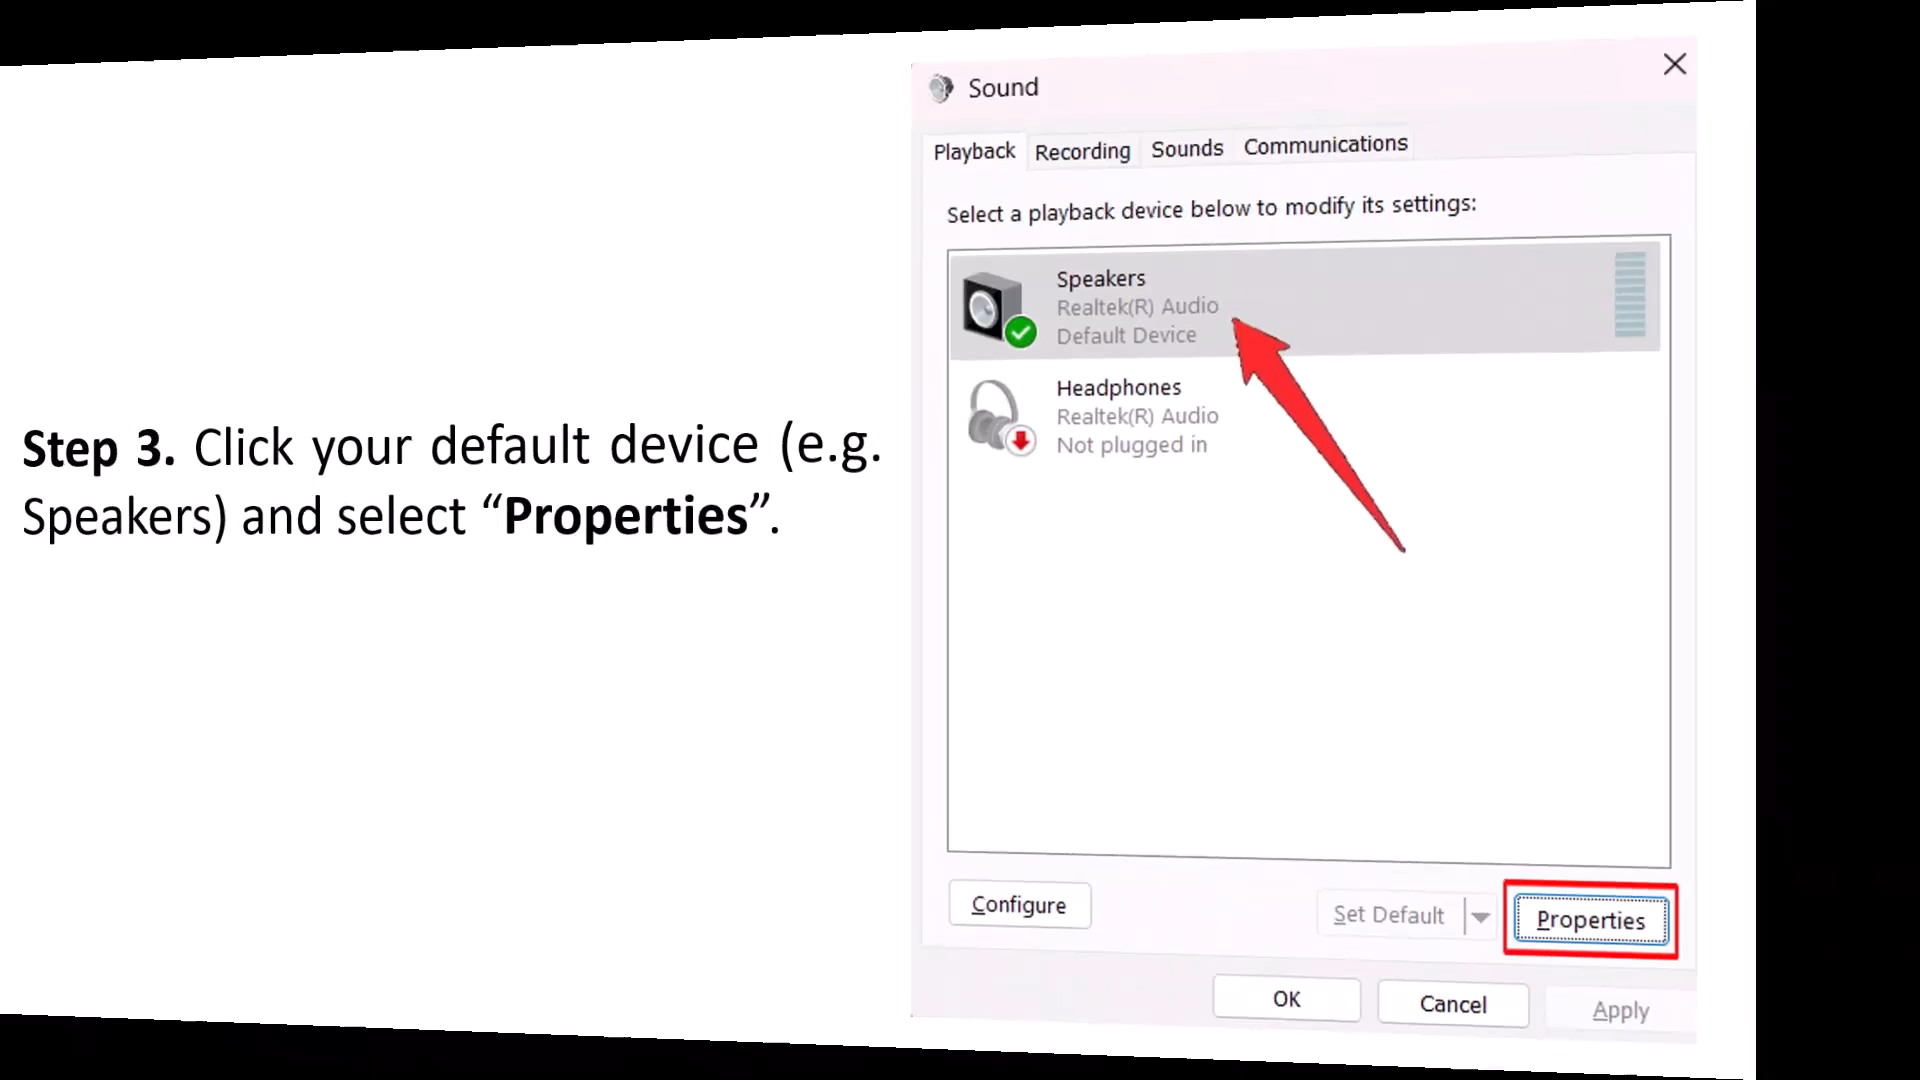 Step 3. Click your default device (e.g.
Speakers) and select “Properties”.
Sound
Playback Recording Sounds Communications
Select a playback device below to modify its settings:
Speakers
Realtek(R) Audio
Default Device
Headphones
Realtek(R) Audio
Not plugged in
Configure Set Default Properties
OK Cancel Apply